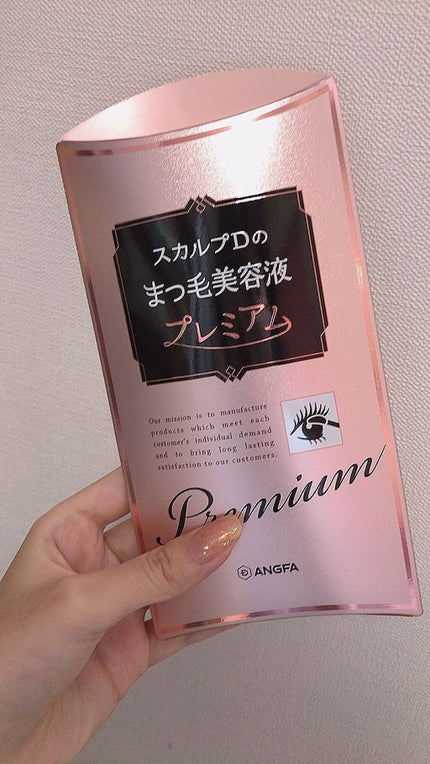 スカルプDの
まつ毛美容液
プレミアム
Our mission is to manufacture
products which meet each
customer's individual demand
and to bring long lasting
satisfaction to our customers.
Premium
ANGFA